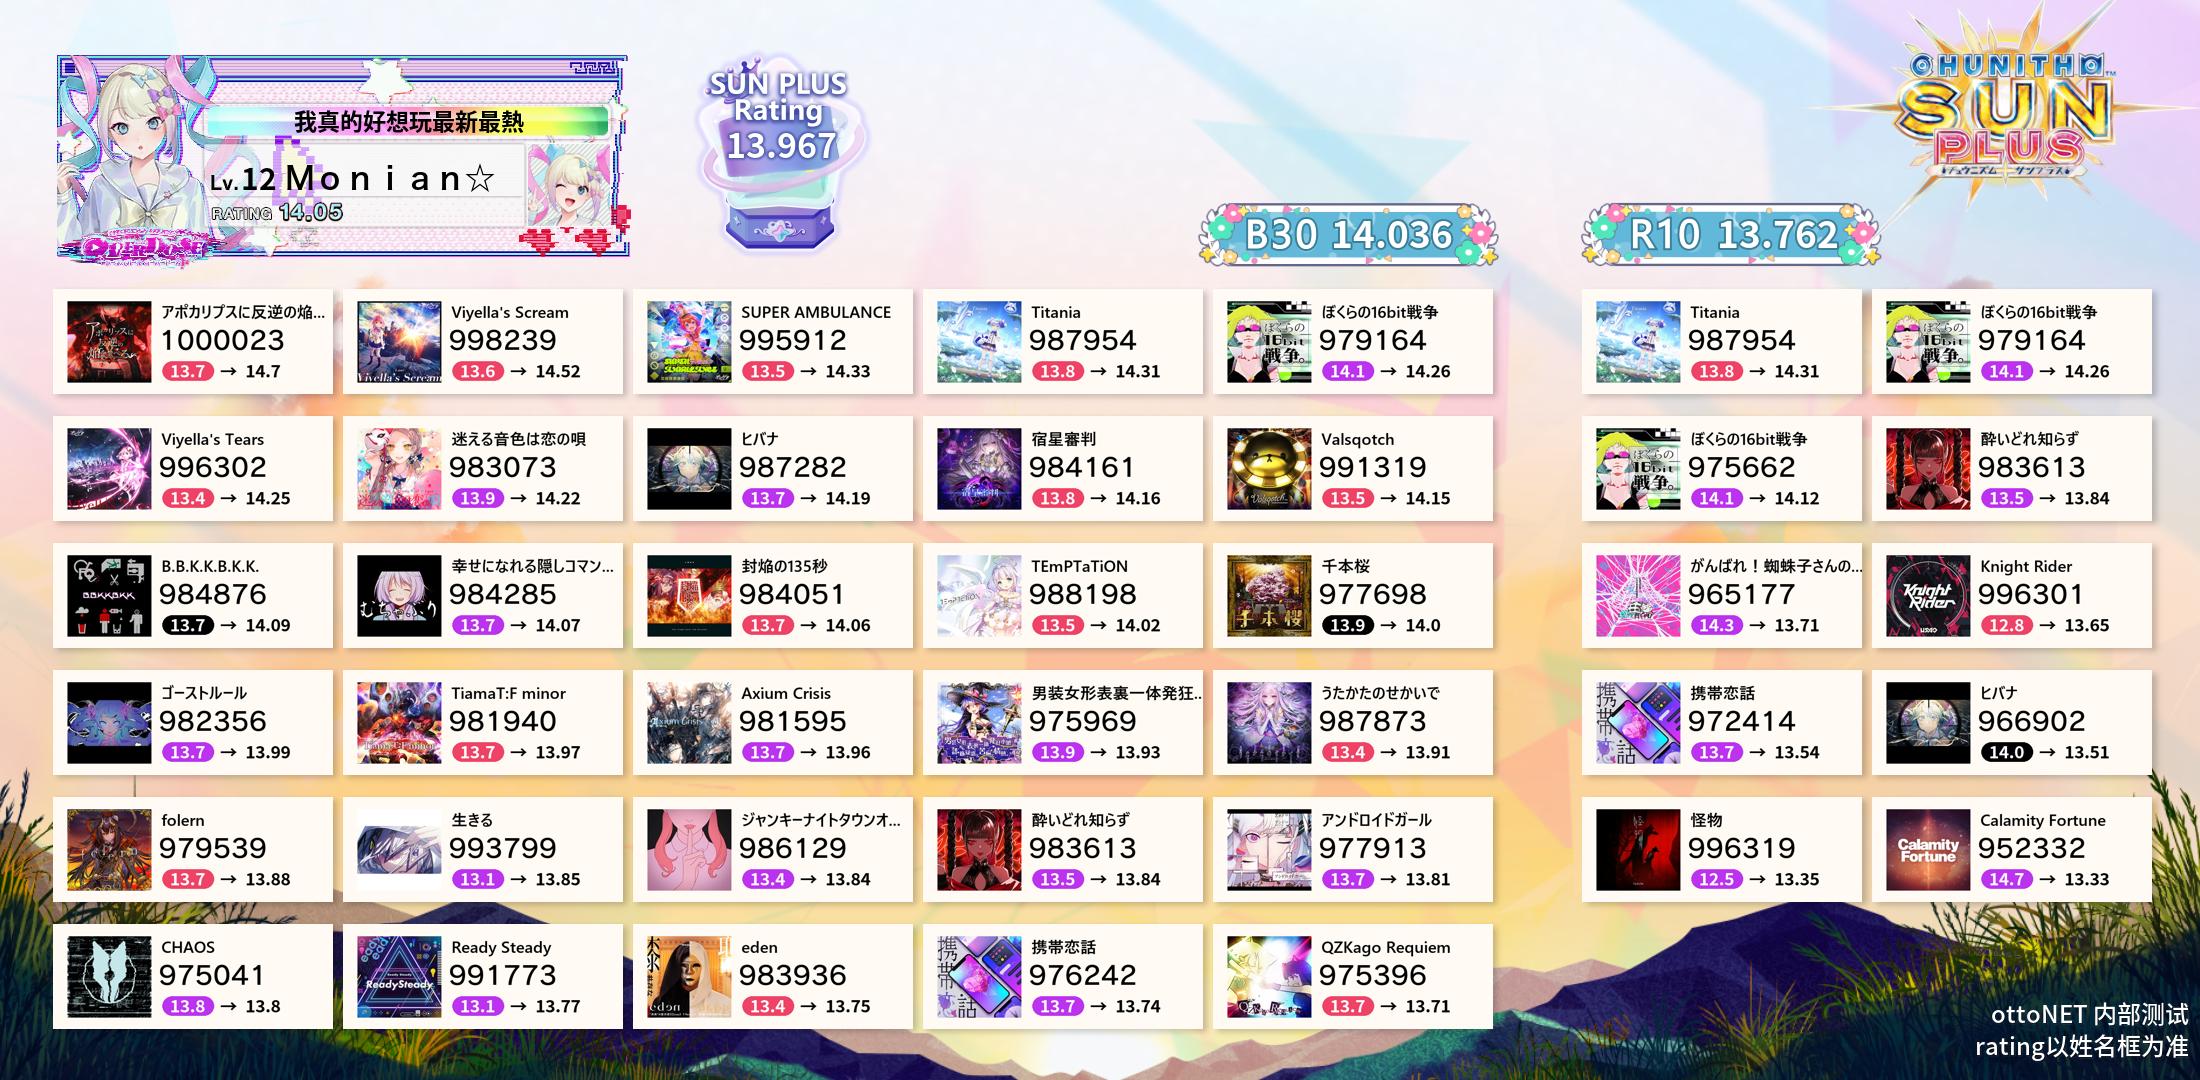 我真的好想玩最新最熱
Lv.12 Ｍｏｎｉａｎ☆
RATING 14.05
OVERDOSE
SUN PLUS
Rating
13.967
CHUNITHM
SUN
PLUS
チュウニズム サンプラス
B30 14.036
アポカリプスに反逆の焔...
1000023
13.7 → 14.7
Viyella's Scream
998239
13.6 → 14.52
SUPER AMBULANCE
995912
13.5 → 14.33
Titania
987954
13.8 → 14.31
ぼくらの16bit戦争
979164
14.1 → 14.26
Viyella's Tears
996302
13.4 → 14.25
迷える音色は恋の唄
983073
13.9 → 14.22
ヒバナ
987282
13.7 → 14.19
宿星審判
984161
13.8 → 14.16
Valsqotch
991319
13.5 → 14.15
B.B.K.K.B.K.K.
984876
13.7 → 14.09
幸せになれる隠しコマン...
984285
13.7 → 14.07
封焔の135秒
984051
13.7 → 14.06
TEmPTaTiON
988198
13.5 → 14.02
千本桜
977698
13.9 → 14.0
ゴーストルール
982356
13.7 → 13.99
TiamaT:F minor
981940
13.7 → 13.97
Axium Crisis
981595
13.7 → 13.96
男装女形表裏一体発狂...
975969
13.9 → 13.93
うたかたのせかいで
987873
13.4 → 13.91
folern
979539
13.7 → 13.88
生きる
993799
13.1 → 13.85
ジャンキーナイトタウンオ...
986129
13.4 → 13.84
酔いどれ知らず
983613
13.5 → 13.84
アンドロイドガール
977913
13.7 → 13.81
CHAOS
975041
13.8 → 13.8
Ready Steady
991773
13.1 → 13.77
eden
983936
13.4 → 13.75
携帯恋話
976242
13.7 → 13.74
QZKago Requiem
975396
13.7 → 13.71
R10 13.762
Titania
987954
13.8 → 14.31
ぼくらの16bit戦争
979164
14.1 → 14.26
ぼくらの16bit戦争
975662
14.1 → 14.12
酔いどれ知らず
983613
13.5 → 13.84
がんばれ！蜘蛛子さんの...
965177
14.3 → 13.71
Knight Rider
996301
12.8 → 13.65
携帯恋話
972414
13.7 → 13.54
ヒバナ
966902
14.0 → 13.51
怪物
996319
12.5 → 13.35
Calamity Fortune
952332
14.7 → 13.33
ottoNET 内部测试
rating以姓名框为准